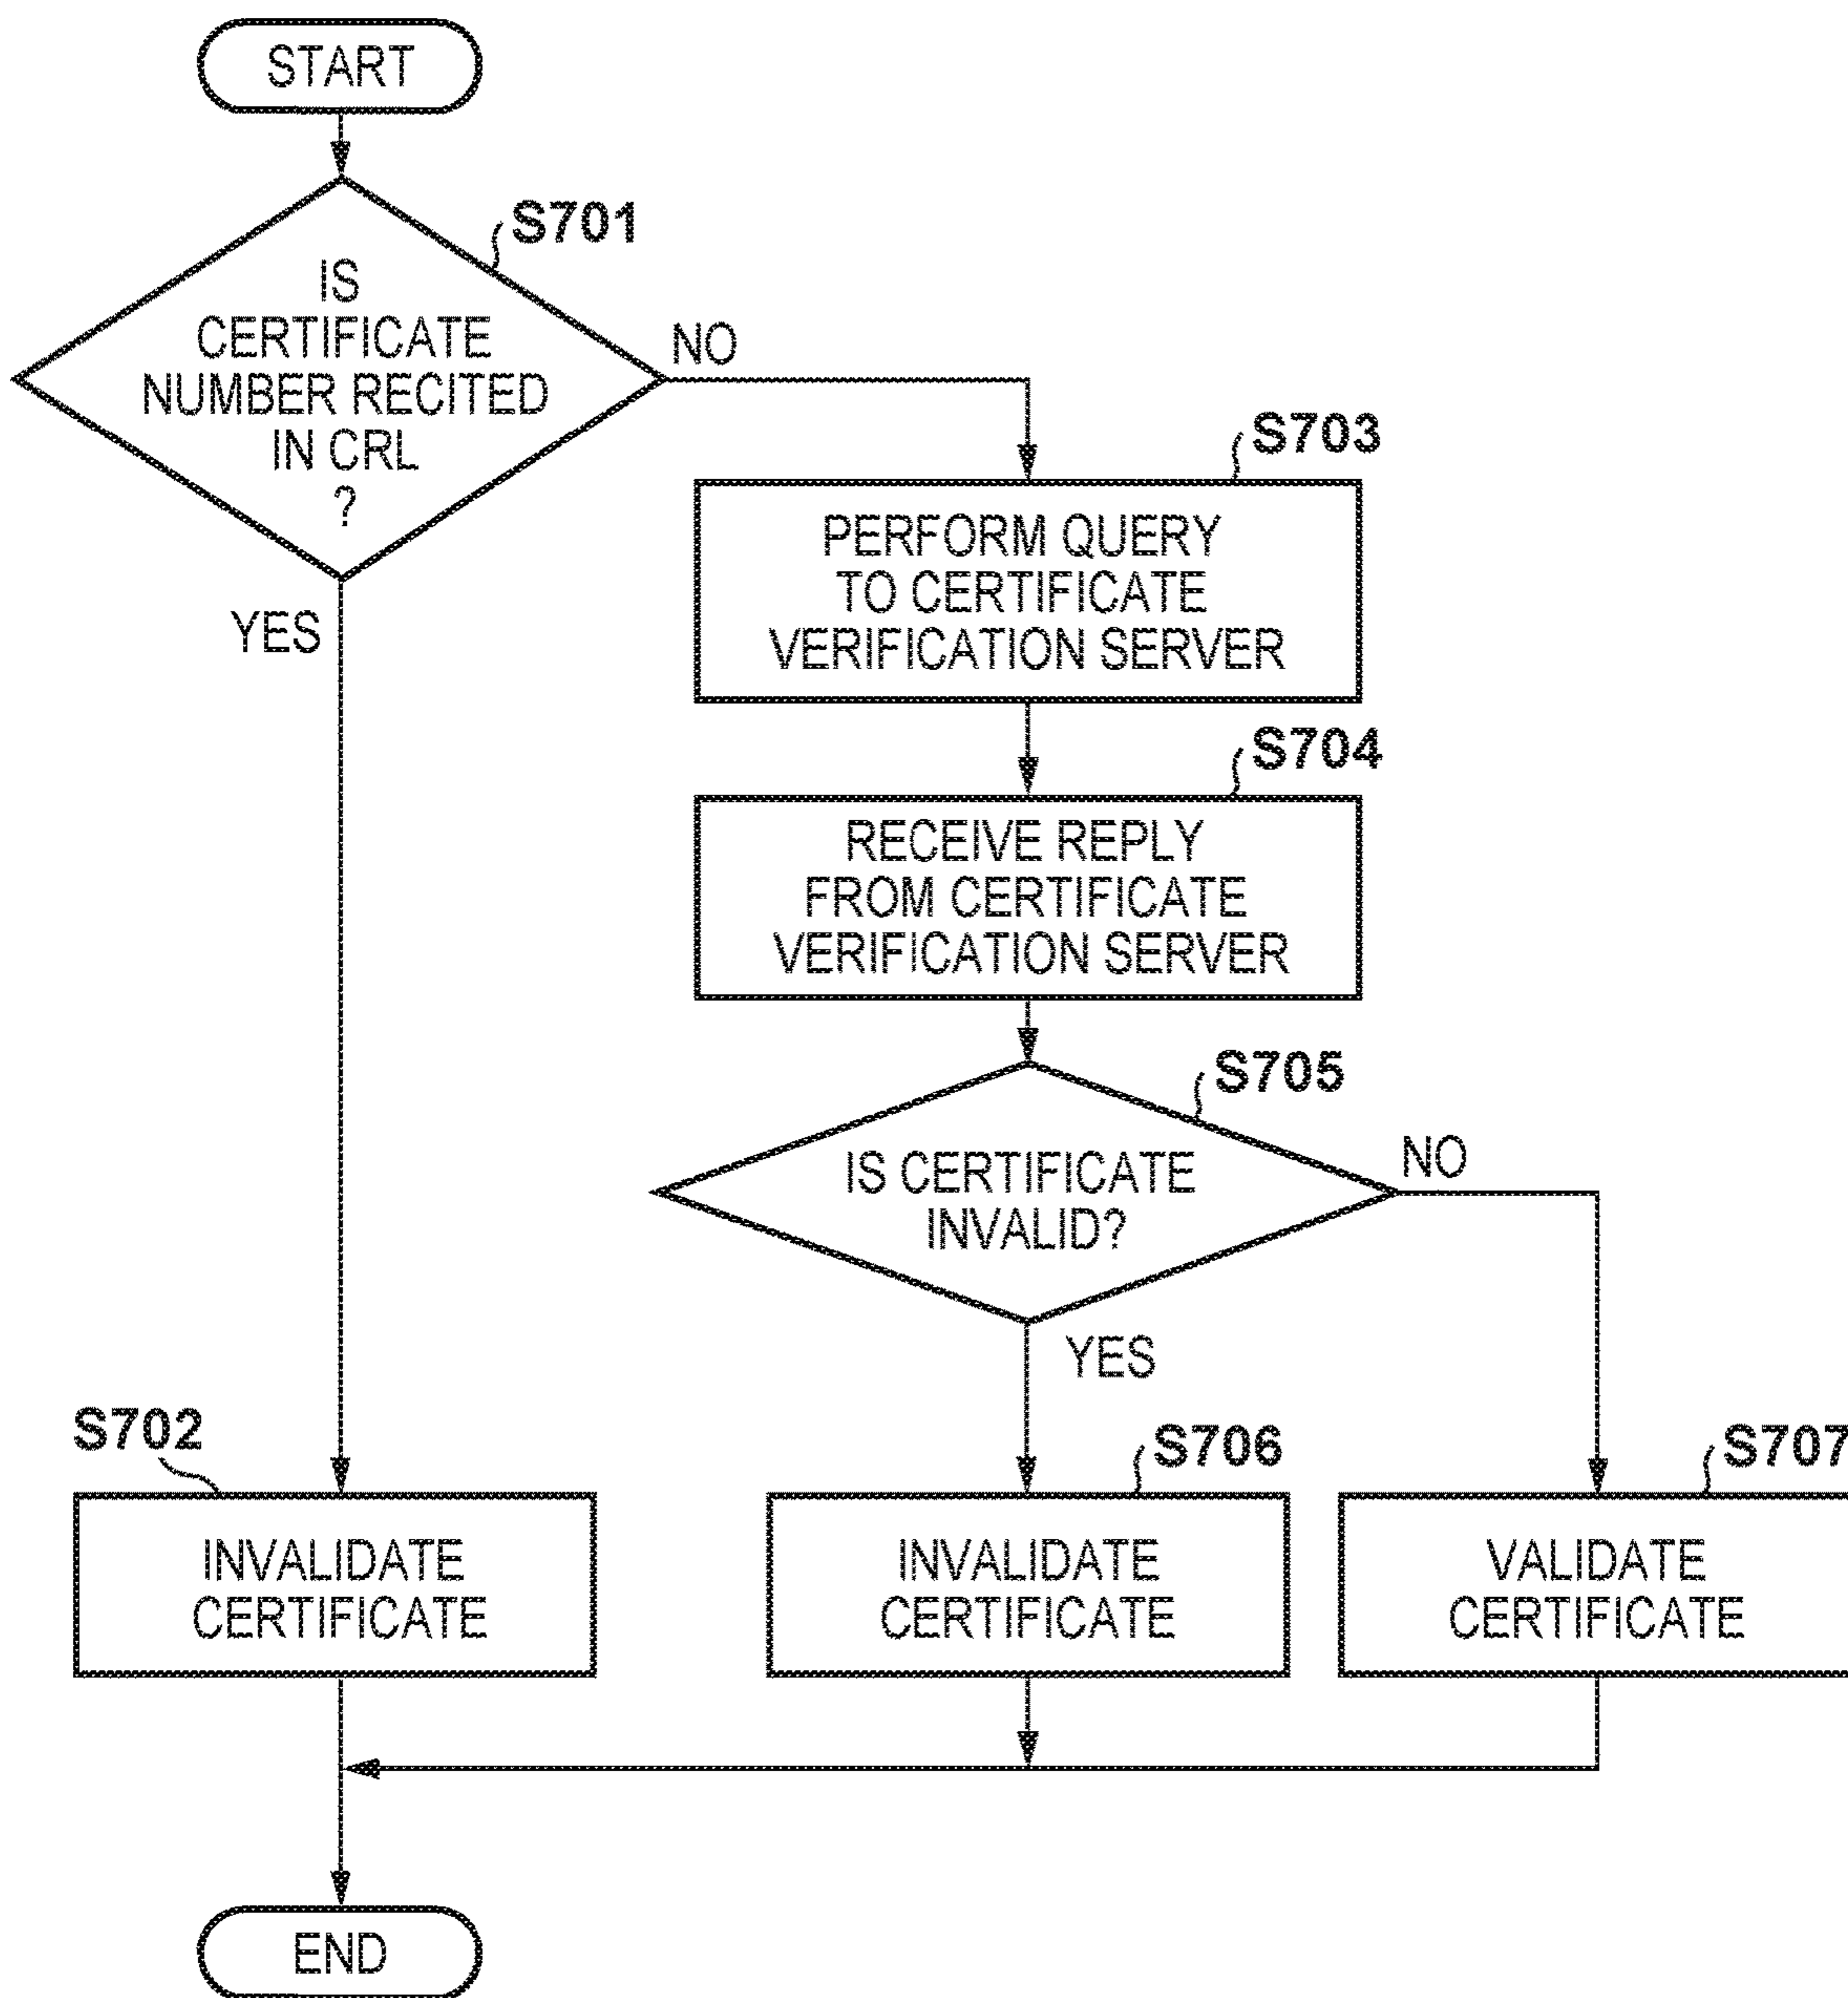 START
S701
IS
CERTIFICATE
NUMBER RECITED
IN CRL
?
NO
YES
S703
PERFORM QUERY
TO CERTIFICATE
VERIFICATION SERVER
S704
RECEIVE REPLY
FROM CERTIFICATE
VERIFICATION SERVER
S705
IS CERTIFICATE
INVALID?
NO
YES
S702
INVALIDATE
CERTIFICATE
S706
INVALIDATE
CERTIFICATE
S707
VALIDATE
CERTIFICATE
END